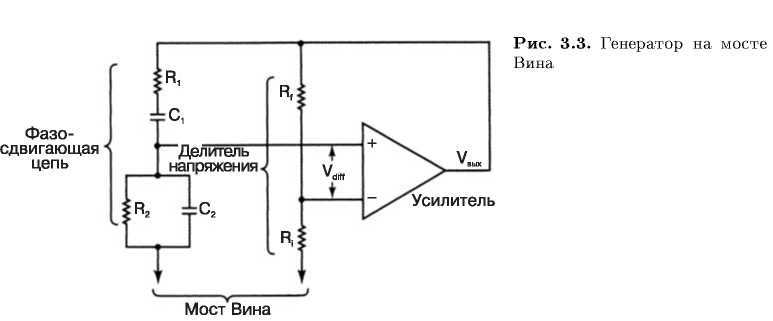 Рис. 3.3. Генератор на мосте
Вина
R₁
C₁
Rf
Фазо-
сдвигающая
цепь
Делитель
напряжения
+
Vdiff
−
Vвых
Усилитель
R₂
C₂
Ri
Мост Вина